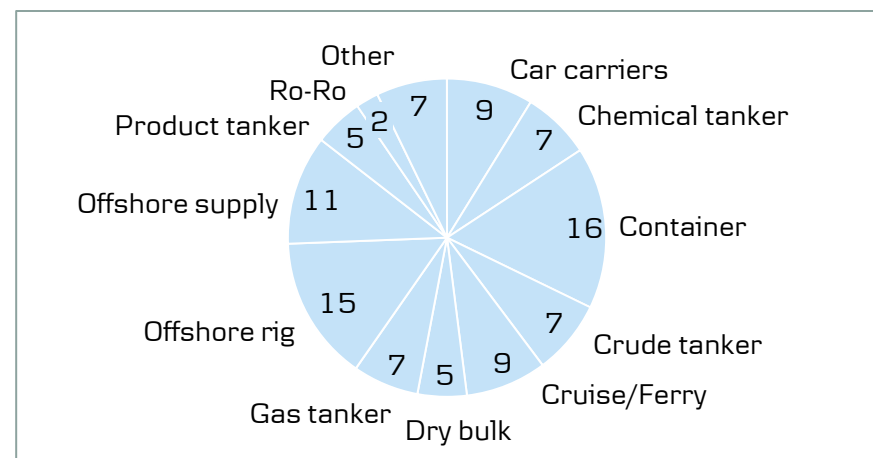 Other
7
Car carriers
9
Chemical tanker
7
Container
16
Crude tanker
7
Cruise/Ferry
9
Dry bulk
5
Gas tanker
7
Offshore rig
15
Offshore supply
11
Product tanker
5
Ro-Ro
2